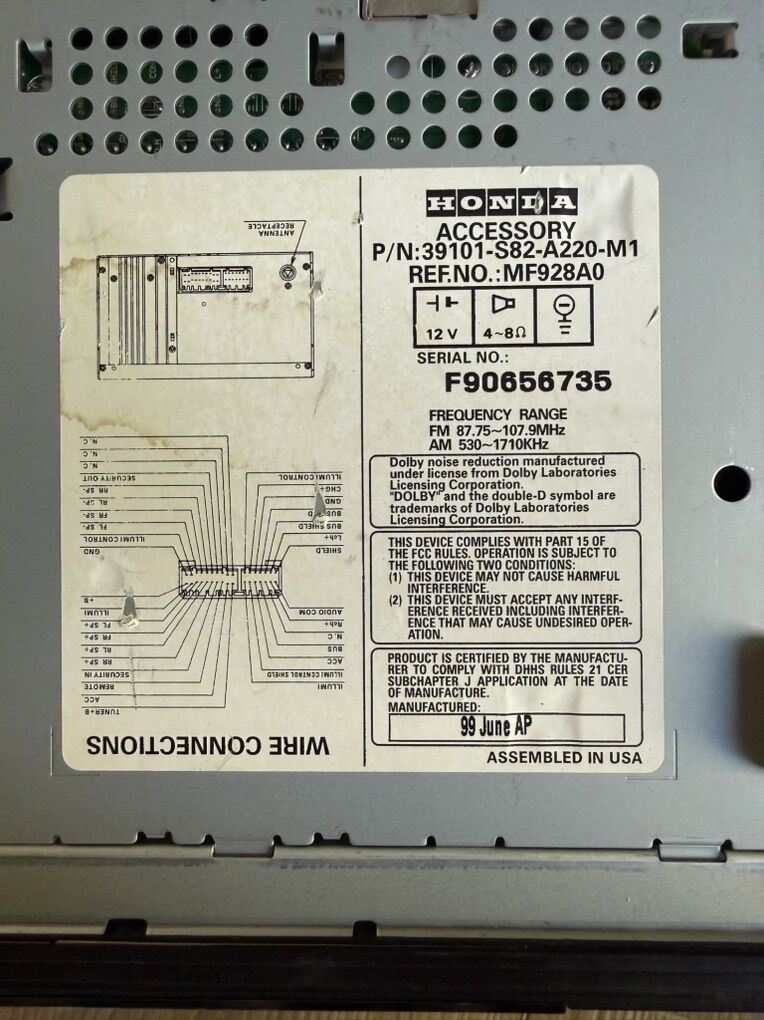 HONDA
ACCESSORY
P/N:39101-S82-A220-M1
REF.NO.:MF928A0
12 V
4~8Ω
SERIAL NO.:
F90656735
FREQUENCY RANGE
FM 87.75~107.9MHz
AM 530~1710KHz
Dolby noise reduction manufactured
under license from Dolby Laboratories
Licensing Corporation.
"DOLBY" and the double-D symbol are
trademarks of Dolby Laboratories
Licensing Corporation.
THIS DEVICE COMPLIES WITH PART 15 OF
THE FCC RULES. OPERATION IS SUBJECT TO
THE FOLLOWING TWO CONDITIONS:
(1) THIS DEVICE MAY NOT CAUSE HARMFUL
INTERFERENCE.
(2) THIS DEVICE MUST ACCEPT ANY INTERF-
ERENCE RECEIVED INCLUDING INTERFER-
ENCE THAT MAY CAUSE UNDESIRED OPER-
ATION.
PRODUCT IS CERTIFIED BY THE MANUFACTU-
RER TO COMPLY WITH DHHS RULES 21 CER
SUBCHAPTER J APPLICATION AT THE DATE
OF MANUFACTURE.
MANUFACTURED:
99 June AP
ASSEMBLED IN USA
WIRE CONNECTIONS
ILLUMI
ILLUMI CONTROL SHIELD
ACC
BUS
N.C
Rch+
AUDIO COM
SHIELD
Lch+
BUS SHIELD
BUS
GND
CHG+
ILLUMI CONTROL
TUNER+B
ACC
REMOTE
SECURITY IN
RR SP+
RL SP+
FR SP+
FL SP+
ILLUMI
+B
GND
ILLUMI CONTROL
FL SP-
FR SP-
RL SP-
RR SP-
SECURITY OUT
N.C
N.C
N.C
ANTENNA
RECEPTACLE